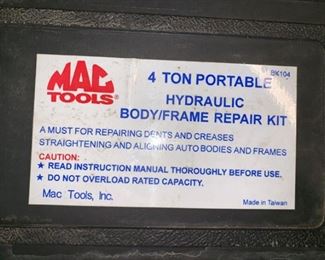 MAC
TOOLS®
BK104
4 TON PORTABLE
HYDRAULIC
BODY/FRAME REPAIR KIT
A MUST FOR REPAIRING DENTS AND CREASES
STRAIGHTENING AND ALIGNING AUTO BODIES AND FRAMES
CAUTION:
★ READ INSTRUCTION MANUAL THOROUGHLY BEFORE USE.
★ DO NOT OVERLOAD RATED CAPACITY.
Mac Tools, Inc.
Made in Taiwan